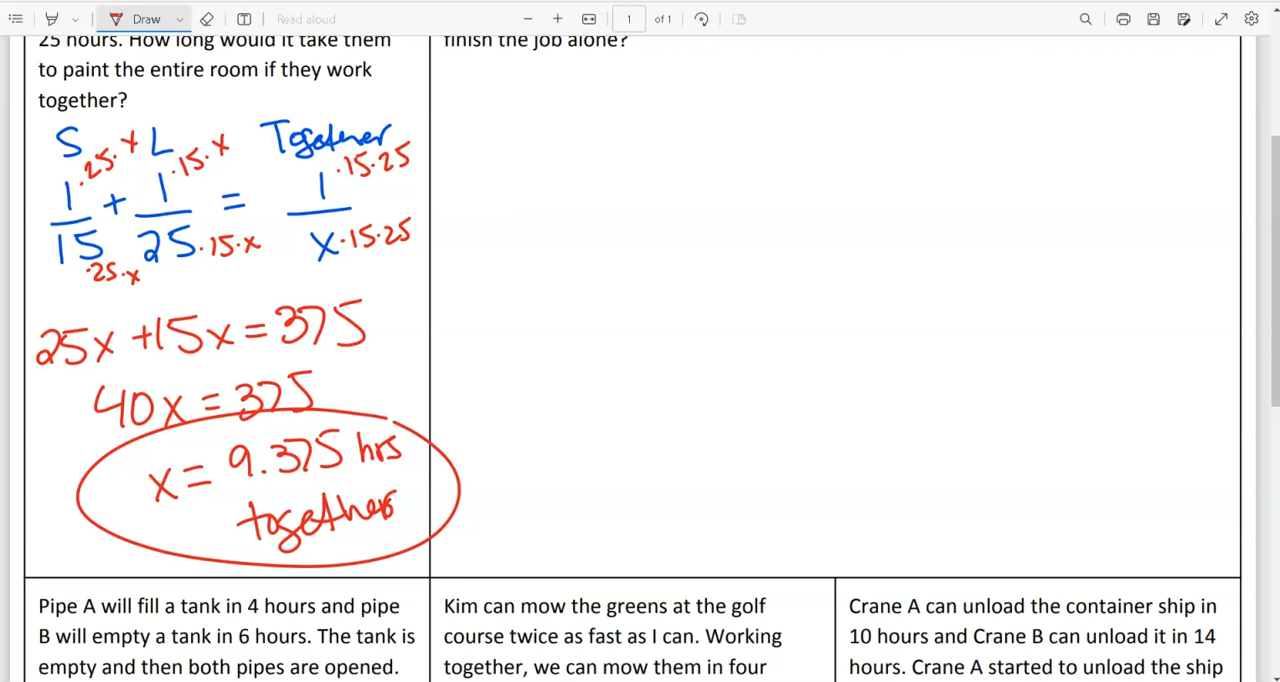 Draw
Read aloud
1 of 1
25 hours. How long would it take them
to paint the entire room if they work
together?
S L Together
·25·x ·15·x ·15·25
1 + 1 = 1
15 25·15·x x·15·25
·25·x
25x +15x = 375
40x = 375
x = 9.375 hrs
together
finish the job alone?
Pipe A will fill a tank in 4 hours and pipe
B will empty a tank in 6 hours. The tank is
empty and then both pipes are opened.
Kim can mow the greens at the golf
course twice as fast as I can. Working
together, we can mow them in four
Crane A can unload the container ship in
10 hours and Crane B can unload it in 14
hours. Crane A started to unload the ship